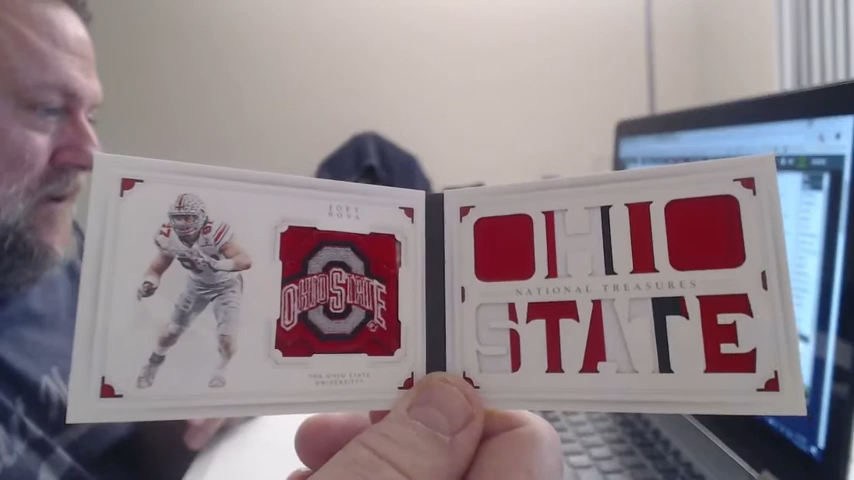 JOEY
BOSA
OHIO STATE
THE OHIO STATE
UNIVERSITY
OHIO
NATIONAL TREASURES
STATE